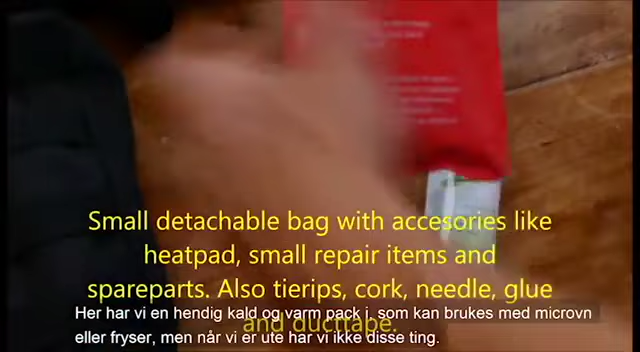 Small detachable bag with accesories like
heatpad, small repair items and
spareparts. Also tierips, cork, needle, glue
and ducttape.
Her har vi en hendig kald og varm pack i, som kan brukes med microvn
eller fryser, men når vi er ute har vi ikke disse ting.